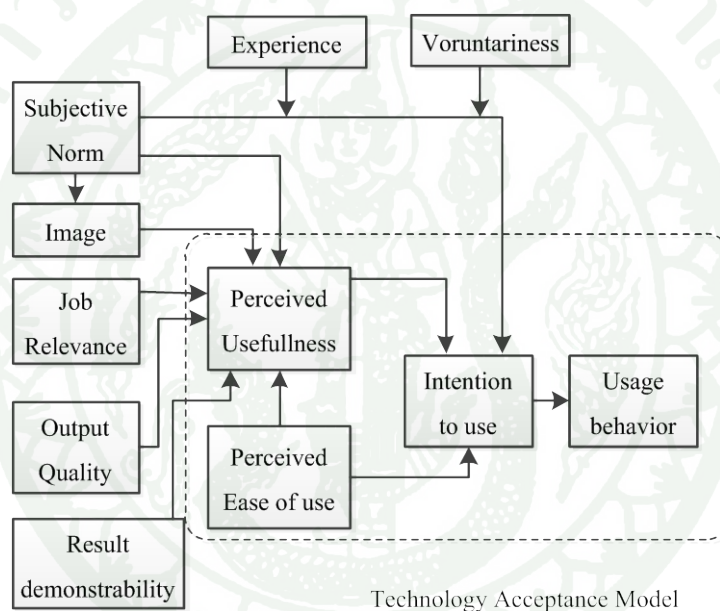 Experience
Voruntariness
Subjective
Norm
Image
Job
Relevance
Output
Quality
Result
demonstrability
Perceived
Usefullness
Perceived
Ease of use
Intention
to use
Usage
behavior
Technology Acceptance Model